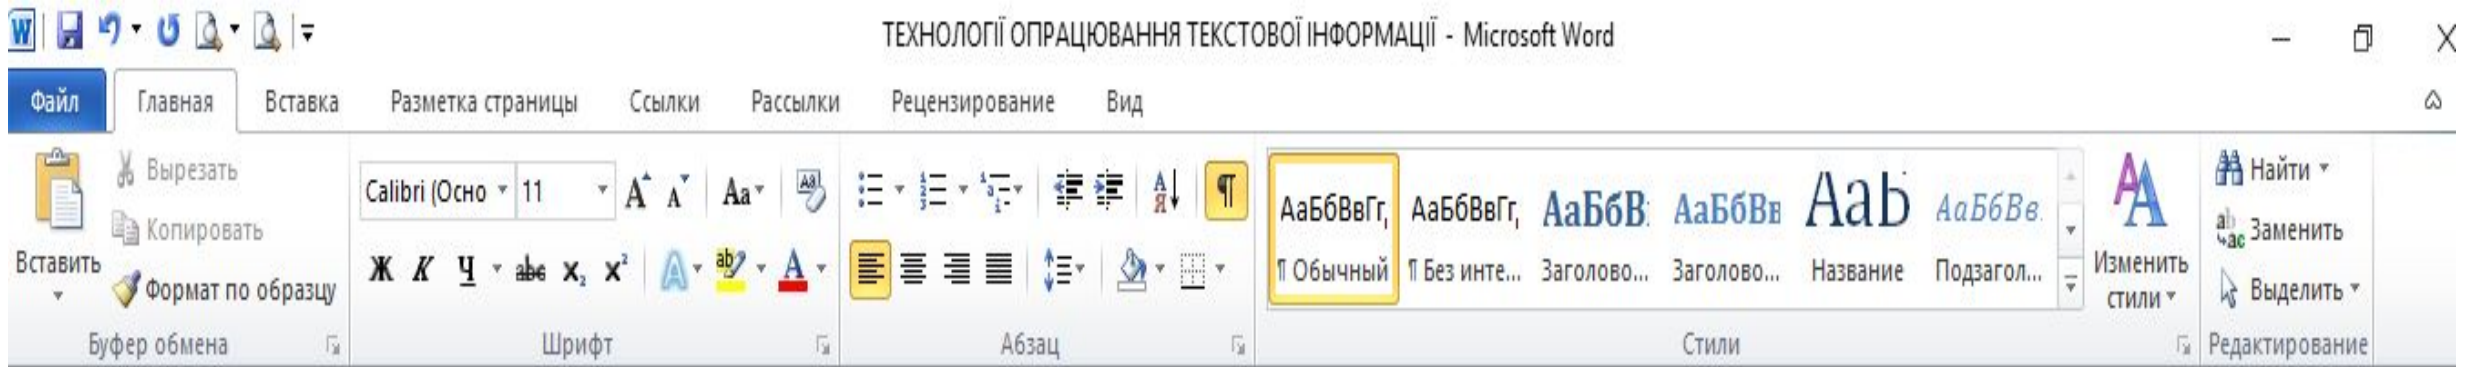 ТЕХНОЛОГІЇ ОПРАЦЮВАННЯ ТЕКСТОВОЇ ІНФОРМАЦІЇ - Microsoft Word
Файл Главная Вставка Разметка страницы Ссылки Рассылки Рецензирование Вид
Вставить
Вырезать
Копировать
Формат по образцу
Буфер обмена
Calibri (Осно 11
Ж К Ч abc x₂ x²
Шрифт
Абзац
АаБбВвГг, АаБбВвГг, АаБбВ АаБбВв Aab АаБбВв.
¶ Обычный ¶ Без инте... Заголово... Заголово... Название Подзагол...
Изменить
стили
Стили
Найти
Заменить
Выделить
Редактирование